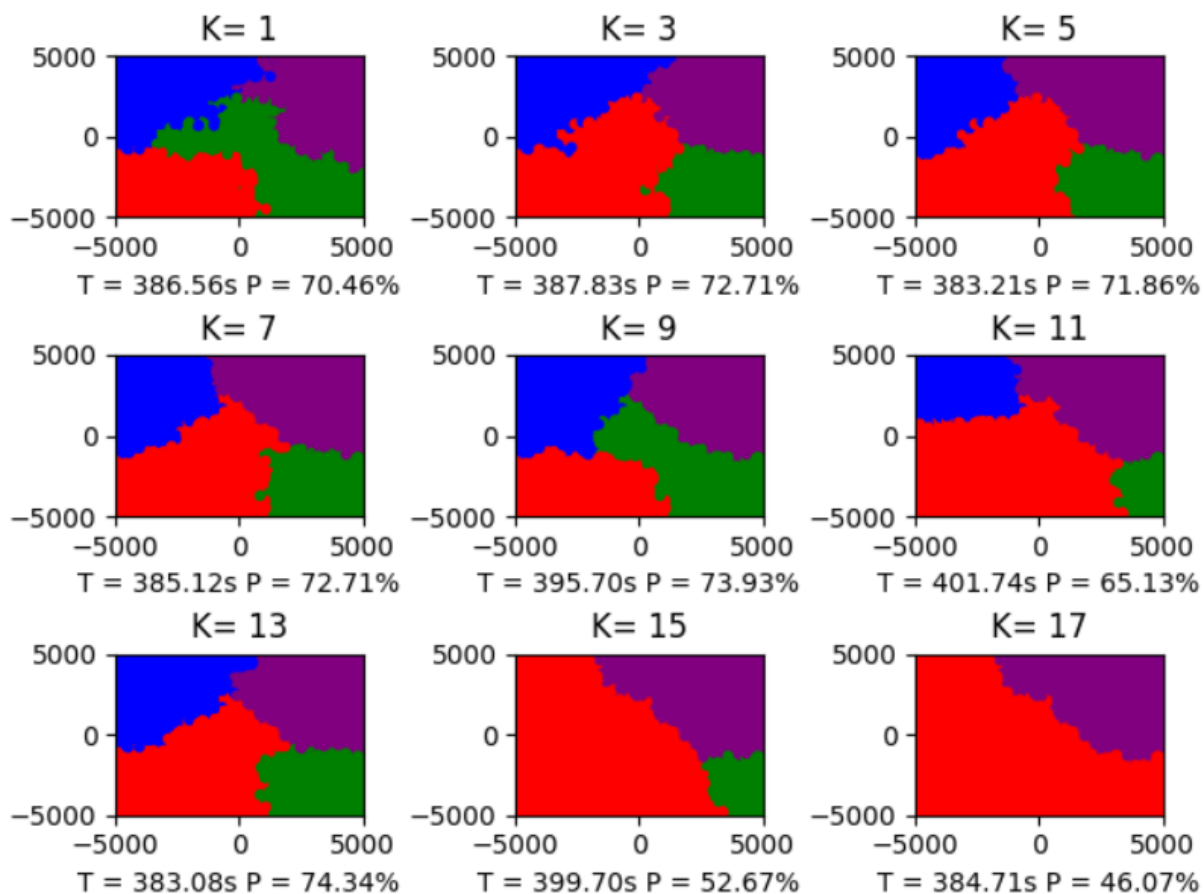 K= 1 K= 3 K= 5
5000 5000 5000
0 0 0
−5000 −5000 −5000
−5000 0 5000 −5000 0 5000 −5000 0 5000
T = 386.56s P = 70.46% T = 387.83s P = 72.71% T = 383.21s P = 71.86%
K= 7 K= 9 K= 11
5000 5000 5000
0 0 0
−5000 −5000 −5000
−5000 0 5000 −5000 0 5000 −5000 0 5000
T = 385.12s P = 72.71% T = 395.70s P = 73.93% T = 401.74s P = 65.13%
K= 13 K= 15 K= 17
5000 5000 5000
0 0 0
−5000 −5000 −5000
−5000 0 5000 −5000 0 5000 −5000 0 5000
T = 383.08s P = 74.34% T = 399.70s P = 52.67% T = 384.71s P = 46.07%